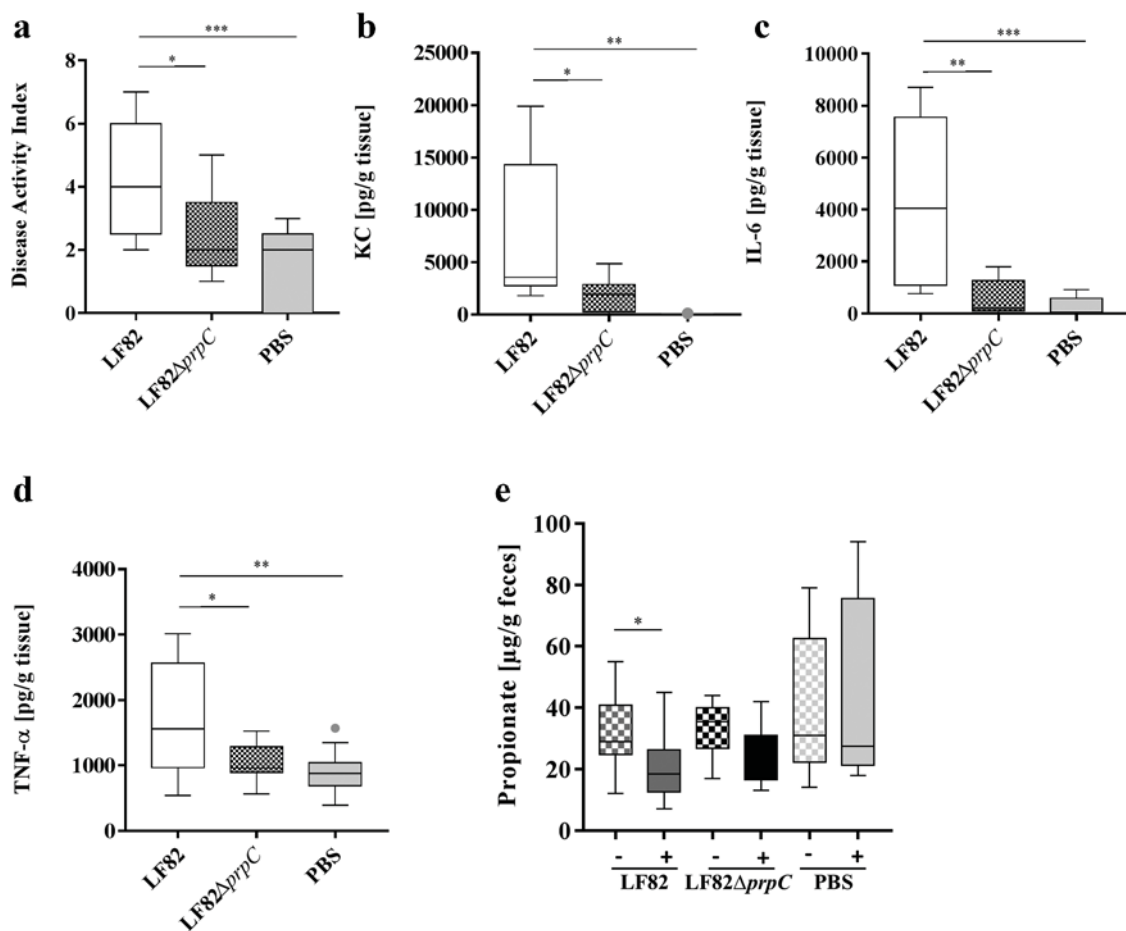 a
***
*
Disease Activity Index
8
6
4
2
0
LF82
LF82ΔprpC
PBS
b
**
*
KC [pg/g tissue]
25000
20000
15000
10000
5000
0
LF82
LF82ΔprpC
PBS
c
***
**
IL-6 [pg/g tissue]
10000
8000
6000
4000
2000
0
LF82
LF82ΔprpC
PBS
d
**
*
TNF-α [pg/g tissue]
4000
3000
2000
1000
0
LF82
LF82ΔprpC
PBS
e
*
Propionate [μg/g feces]
100
80
60
40
20
0
- + - + - +
LF82 LF82ΔprpC PBS